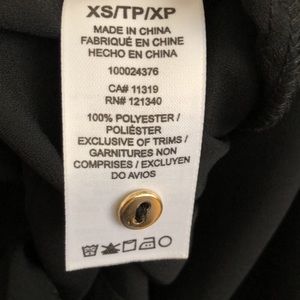 XS/TP/XP
MADE IN CHINA
FABRIQUÉ EN CHINE
HECHO EN CHINA
100024376
CA# 11319
RN# 121340
100% POLYESTER /
POLIÉSTER
EXCLUSIVE OF TRIMS /
GARNITURES NON
COMPRISES / EXCLUYEN
DO AVIOS